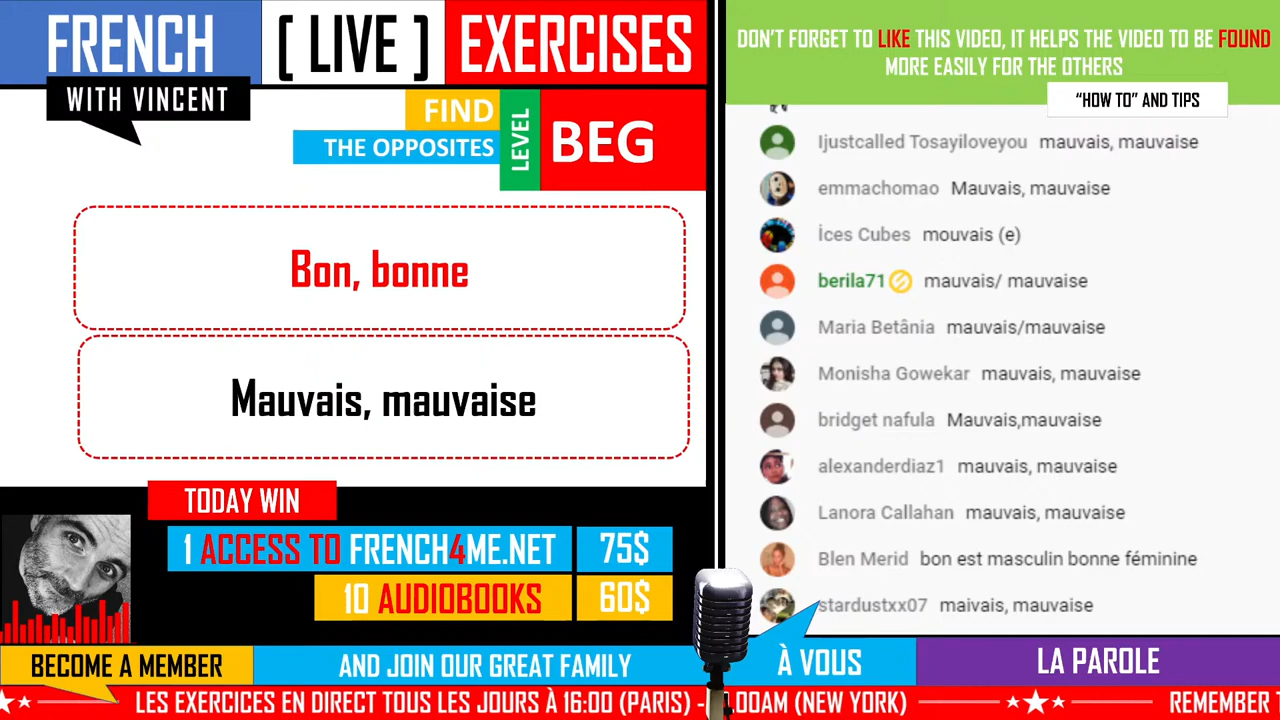 FRENCH
[ LIVE ]
EXERCISES
WITH VINCENT
FIND
THE OPPOSITES
LEVEL
BEG
Bon, bonne
Mauvais, mauvaise
TODAY WIN
1 ACCESS TO FRENCH4ME.NET
75$
10 AUDIOBOOKS
60$
DON'T FORGET TO LIKE THIS VIDEO, IT HELPS THE VIDEO TO BE FOUND
MORE EASILY FOR THE OTHERS
"HOW TO" AND TIPS
Ijustcalled Tosayiloveyou mauvais, mauvaise
emmachomao Mauvais, mauvaise
İces Cubes mouvais (e)
berila71 mauvais/ mauvaise
Maria Betânia mauvais/mauvaise
Monisha Gowekar mauvais, mauvaise
bridget nafula Mauvais,mauvaise
alexanderdiaz1 mauvais, mauvaise
Lanora Callahan mauvais, mauvaise
Blen Merid bon est masculin bonne féminine
stardustxx07 maivais, mauvaise
BECOME A MEMBER
AND JOIN OUR GREAT FAMILY
À VOUS
LA PAROLE
LES EXERCICES EN DIRECT TOUS LES JOURS À 16:00 (PARIS) - 00AM (NEW YORK)
REMEMBER